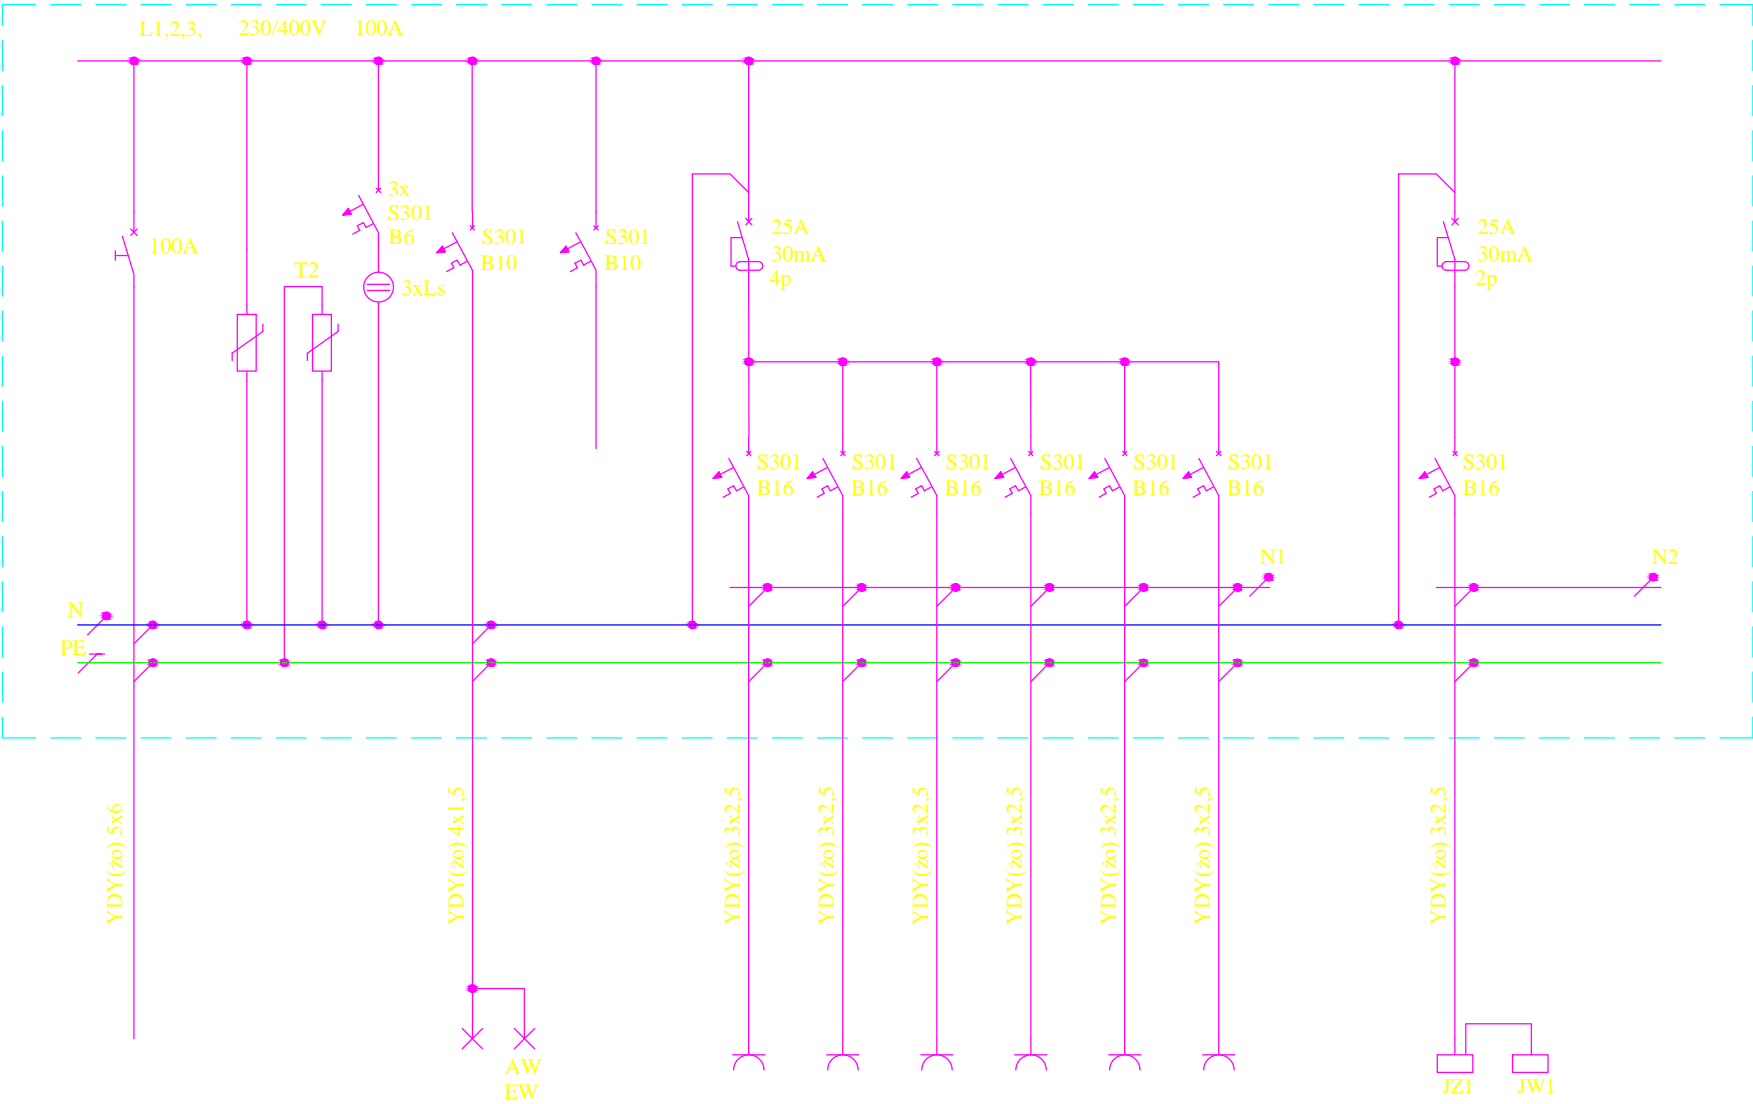 L1,2,3, 230/400V 100A
100A
T2
3x
S301
B6
3xLs
S301
B10
S301
B10
25A
30mA
4p
25A
30mA
2p
S301
B16
S301
B16
S301
B16
S301
B16
S301
B16
S301
B16
S301
B16
N1
N2
N
PE
YDY(żo) 5x6
YDY(żo) 4x1,5
YDY(żo) 3x2,5
YDY(żo) 3x2,5
YDY(żo) 3x2,5
YDY(żo) 3x2,5
YDY(żo) 3x2,5
YDY(żo) 3x2,5
YDY(żo) 3x2,5
AW
EW
JZ1
JW1